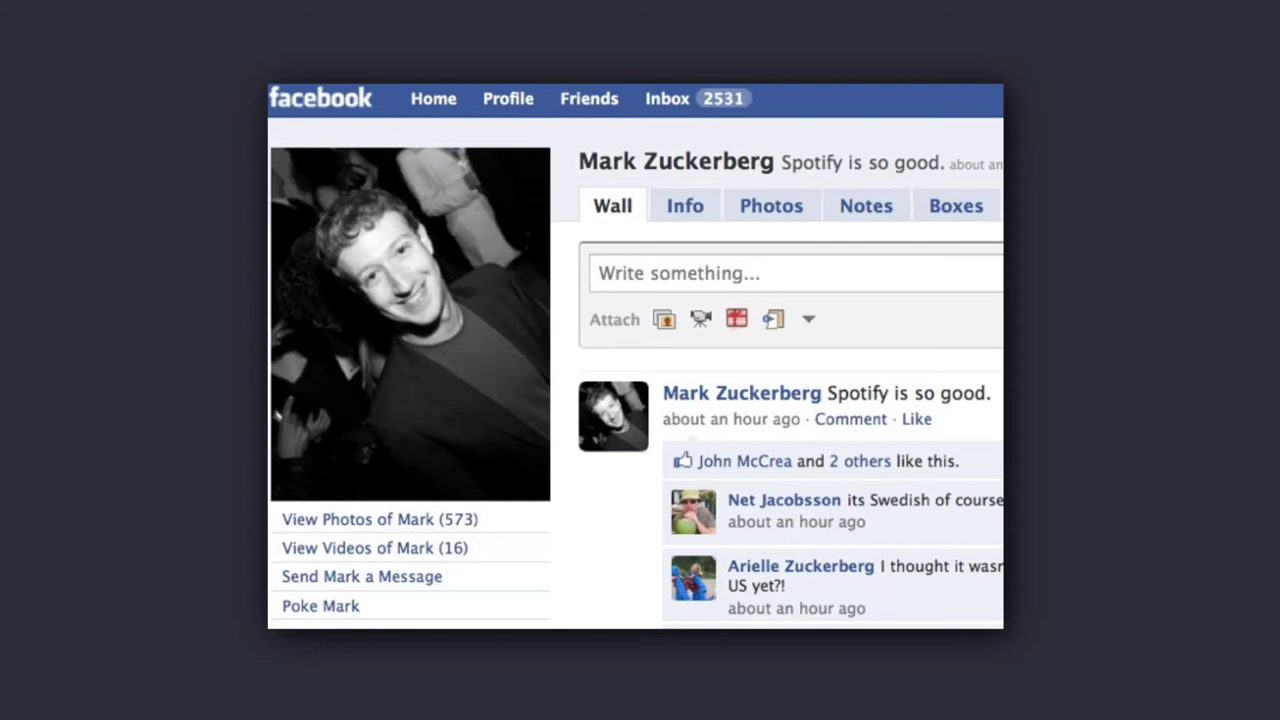 facebook Home Profile Friends Inbox 2531
Mark Zuckerberg Spotify is so good. about an
Wall Info Photos Notes Boxes
Write something...
Attach
Mark Zuckerberg Spotify is so good.
about an hour ago · Comment · Like
John McCrea and 2 others like this.
Net Jacobsson its Swedish of course
about an hour ago
Arielle Zuckerberg I thought it wasn
US yet?!
about an hour ago
View Photos of Mark (573)
View Videos of Mark (16)
Send Mark a Message
Poke Mark